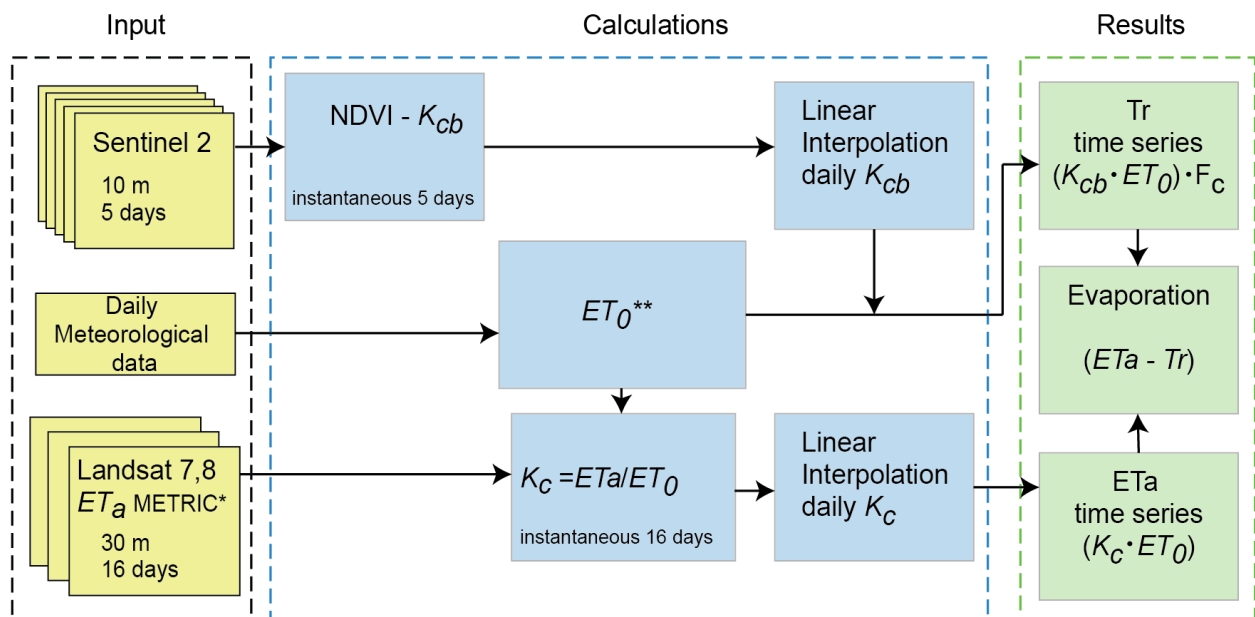 Input
Calculations
Results
Sentinel 2
10 m
5 days
NDVI - Kcb
instantaneous 5 days
Linear
Interpolation
daily Kcb
Tr
time series
(Kcb · ET0) · Fc
Daily
Meteorological
data
ET0**
Evaporation
(ETa - Tr)
Landsat 7,8
ETa METRIC*
30 m
16 days
Kc =ETa/ET0
instantaneous 16 days
Linear
Interpolation
daily Kc
ETa
time series
(Kc · ET0)